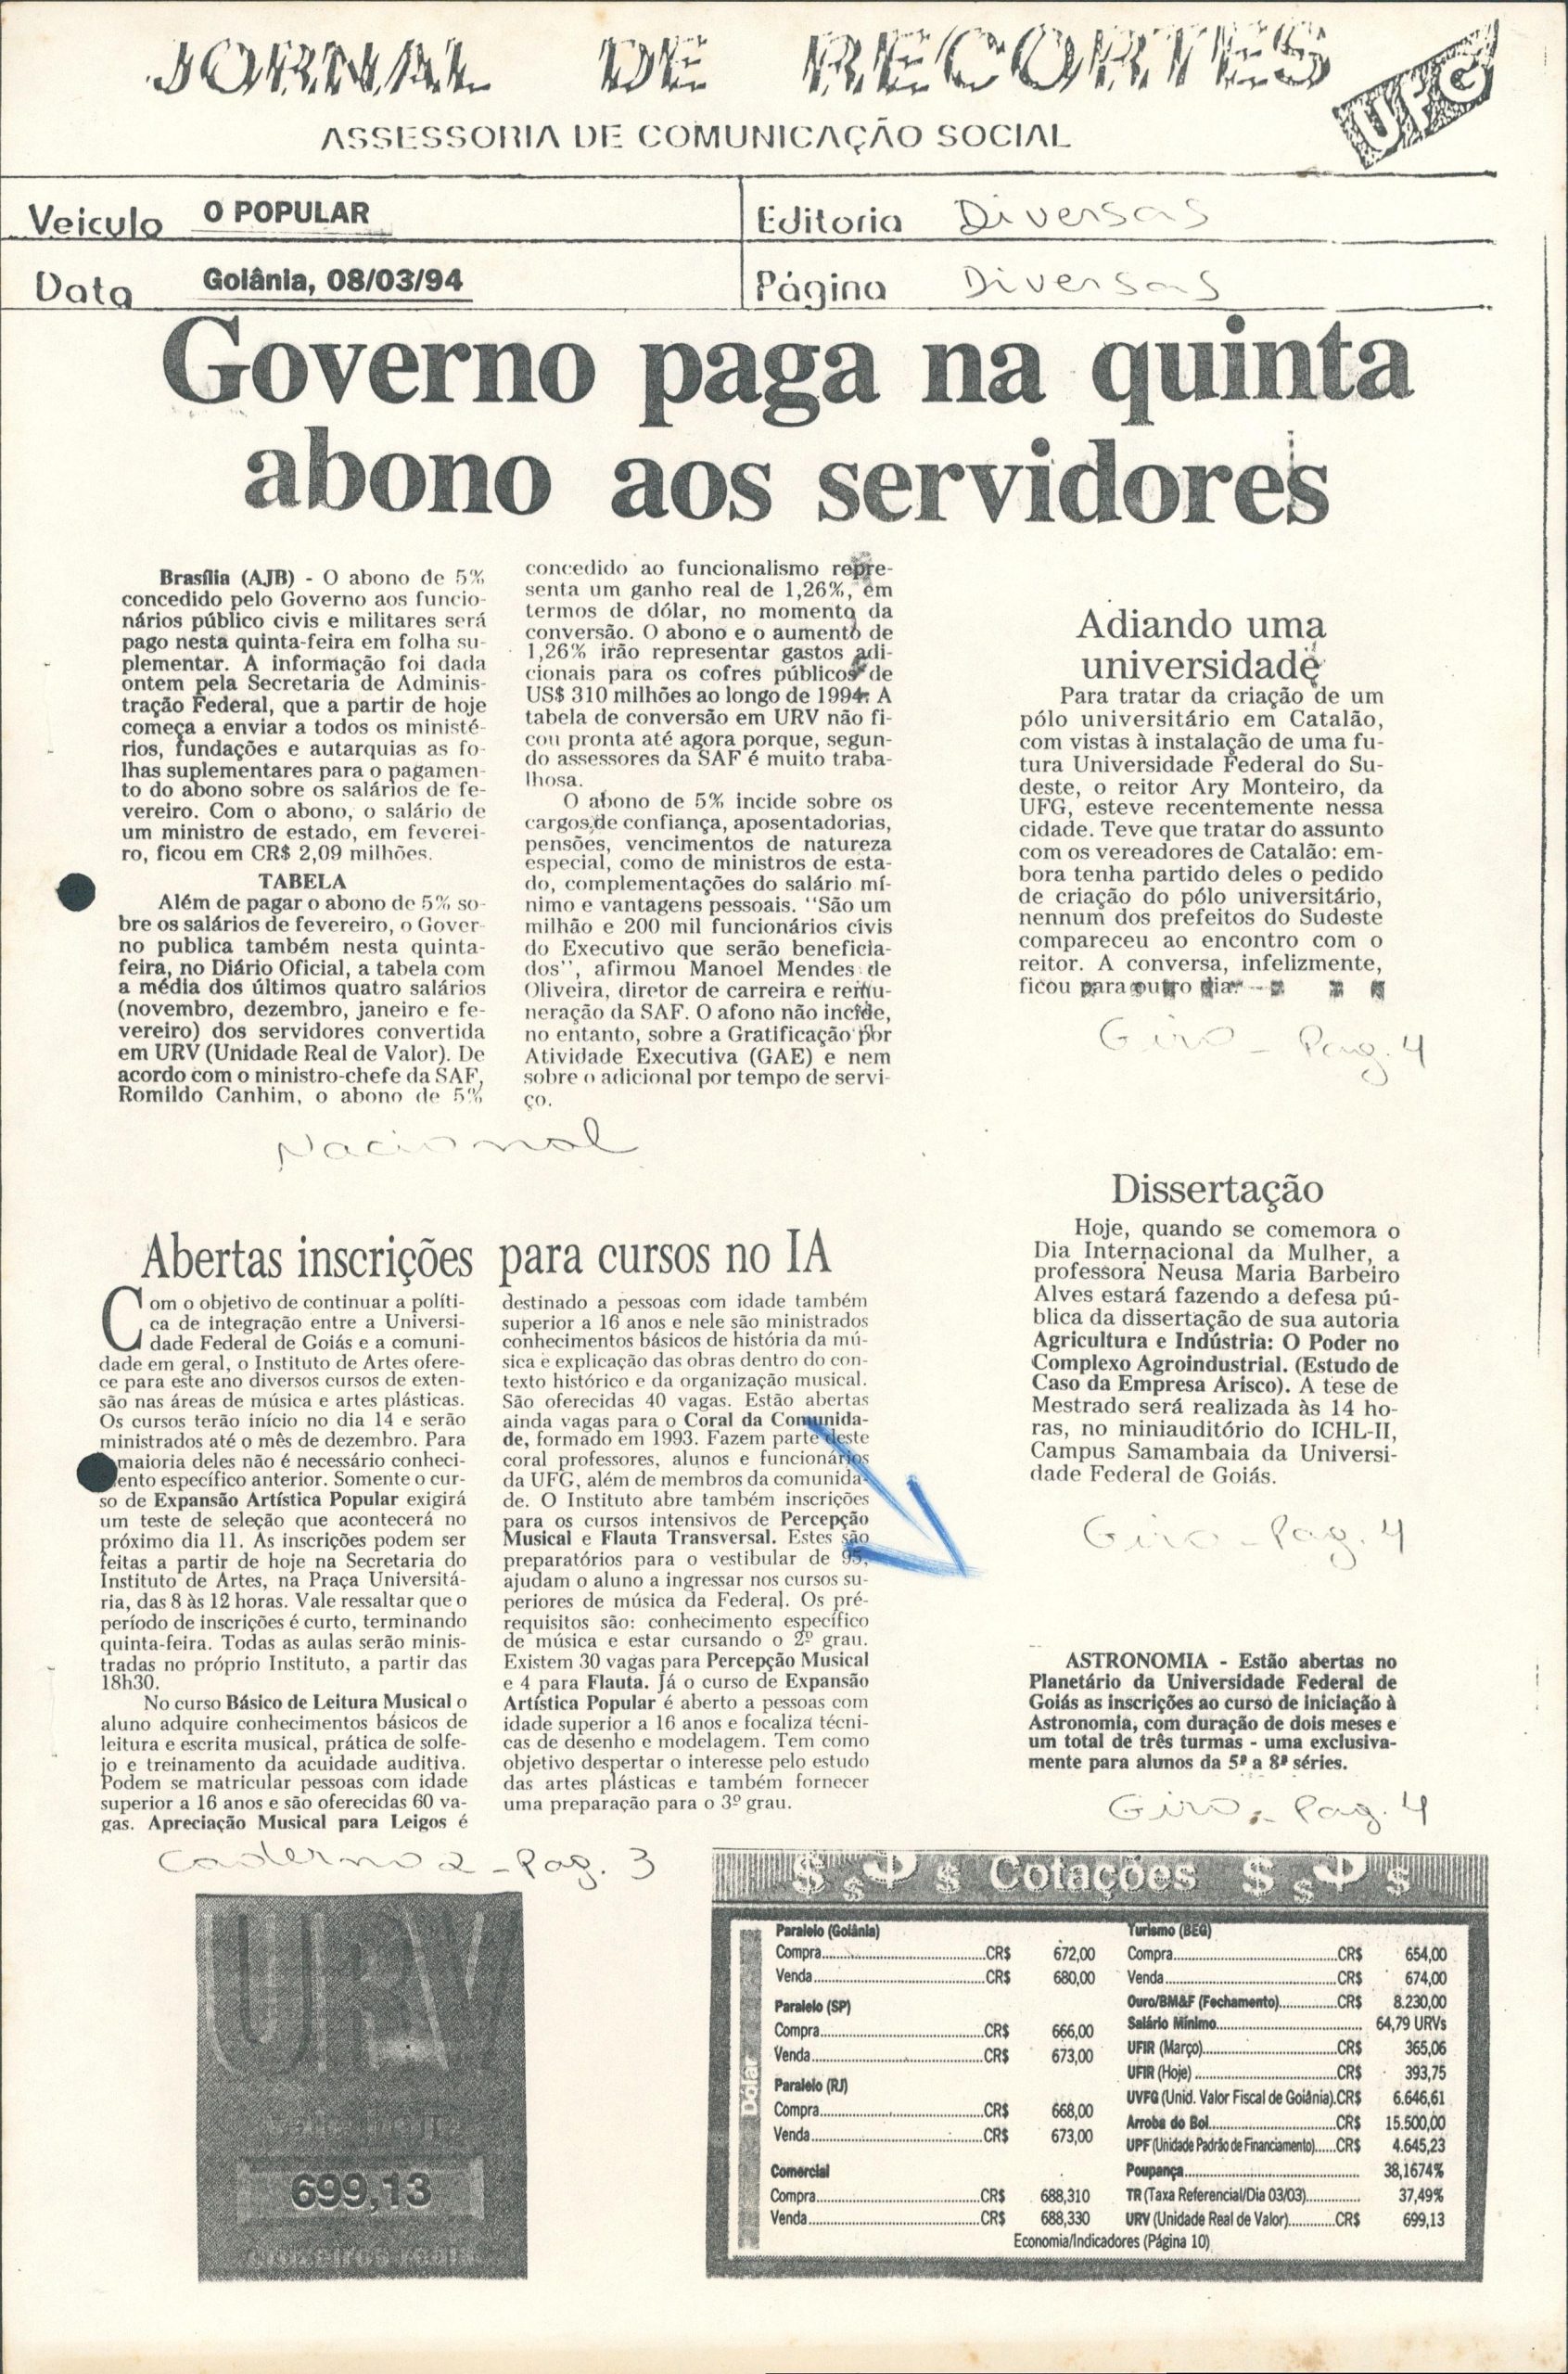 JORNAL DE RECORTES
UFG
ASSESSORIA DE COMUNICAÇÃO SOCIAL
Veiculo O POPULAR
Editoria Diversas
Data Goiânia, 08/03/94
Página Diversas
Governo paga na quinta
abono aos servidores
Brasília (AJB) - O abono de 5%
concedido pelo Governo aos funcio-
nários público civis e militares será
pago nesta quinta-feira em folha su-
plementar. A informação foi dada
ontem pela Secretaria de Adminis-
tração Federal, que a partir de hoje
começa a enviar a todos os ministé-
rios, fundações e autarquias as fo-
lhas suplementares para o pagamen-
to do abono sobre os salários de fe-
vereiro. Com o abono, o salário de
um ministro de estado, em feverei-
ro, ficou em CR$ 2,09 milhões.
TABELA
Além de pagar o abono de 5% so-
bre os salários de fevereiro, o Gover-
no publica também nesta quinta-
feira, no Diário Oficial, a tabela com
a média dos últimos quatro salários
(novembro, dezembro, janeiro e fe-
vereiro) dos servidores convertida
em URV (Unidade Real de Valor). De
acordo com o ministro-chefe da SAF,
Romildo Canhim, o abono de 5%
concedido ao funcionalismo repre-
senta um ganho real de 1,26%, em
termos de dólar, no momento da
conversão. O abono e o aumento de
1,26% irão representar gastos adi-
cionais para os cofres públicos de
US$ 310 milhões ao longo de 1994. A
tabela de conversão em URV não fi-
cou pronta até agora porque, segun-
do assessores da SAF é muito traba-
lhosa.
O abono de 5% incide sobre os
cargos de confiança, aposentadorias,
pensões, vencimentos de natureza
especial, como de ministros de esta-
do, complementações do salário mí-
nimo e vantagens pessoais. "São um
milhão e 200 mil funcionários civis
do Executivo que serão beneficia-
dos", afirmou Manoel Mendes de
Oliveira, diretor de carreira e remu-
neração da SAF. O afono não incide,
no entanto, sobre a Gratificação por
Atividade Executiva (GAE) e nem
sobre o adicional por tempo de servi-
ço.
Nacional
Adiando uma
universidade
Para tratar da criação de um
pólo universitário em Catalão,
com vistas à instalação de uma fu-
tura Universidade Federal do Su-
deste, o reitor Ary Monteiro, da
UFG, esteve recentemente nessa
cidade. Teve que tratar do assunto
com os vereadores de Catalão: em-
bora tenha partido deles o pedido
de criação do pólo universitário,
nennum dos prefeitos do Sudeste
compareceu ao encontro com o
reitor. A conversa, infelizmente,
ficou para outro dia.
Giro - Pag. 4
Dissertação
Hoje, quando se comemora o
Dia Internacional da Mulher, a
professora Neusa Maria Barbeiro
Alves estará fazendo a defesa pú-
blica da dissertação de sua autoria
Agricultura e Indústria: O Poder no
Complexo Agroindustrial. (Estudo de
Caso da Empresa Arisco). A tese de
Mestrado será realizada às 14 ho-
ras, no miniauditório do ICHL-II,
Campus Samambaia da Universi-
dade Federal de Goiás.
Giro - Pag. 4
Abertas inscrições para cursos no IA
Com o objetivo de continuar a políti-
ca de integração entre a Universi-
dade Federal de Goiás e a comuni-
dade em geral, o Instituto de Artes ofere-
ce para este ano diversos cursos de exten-
são nas áreas de música e artes plásticas.
Os cursos terão início no dia 14 e serão
ministrados até o mês de dezembro. Para
maioria deles não é necessário conheci-
ento específico anterior. Somente o cur-
so de Expansão Artística Popular exigirá
um teste de seleção que acontecerá no
próximo dia 11. As inscrições podem ser
feitas a partir de hoje na Secretaria do
Instituto de Artes, na Praça Universitá-
ria, das 8 às 12 horas. Vale ressaltar que o
período de inscrições é curto, terminando
quinta-feira. Todas as aulas serão minis-
tradas no próprio Instituto, a partir das
18h30.
No curso Básico de Leitura Musical o
aluno adquire conhecimentos básicos de
leitura e escrita musical, prática de solfe-
jo e treinamento da acuidade auditiva.
Podem se matricular pessoas com idade
superior a 16 anos e são oferecidas 60 va-
gas. Apreciação Musical para Leigos é
destinado a pessoas com idade também
superior a 16 anos e nele são ministrados
conhecimentos básicos de história da mú-
sica e explicação das obras dentro do con-
texto histórico e da organização musical.
São oferecidas 40 vagas. Estão abertas
ainda vagas para o Coral da Comunida-
de, formado em 1993. Fazem parte deste
coral professores, alunos e funcionários
da UFG, além de membros da comunida-
de. O Instituto abre também inscrições
para os cursos intensivos de Percepção
Musical e Flauta Transversal. Estes são
preparatórios para o vestibular de 95,
ajudam o aluno a ingressar nos cursos su-
periores de música da Federal. Os pré-
requisitos são: conhecimento específico
de música e estar cursando o 2º grau.
Existem 30 vagas para Percepção Musical
e 4 para Flauta. Já o curso de Expansão
Artística Popular é aberto a pessoas com
idade superior a 16 anos e focaliza técni-
cas de desenho e modelagem. Tem como
objetivo despertar o interesse pelo estudo
das artes plásticas e também fornecer
uma preparação para o 3º grau.
Caderno 2 - Pag. 3
ASTRONOMIA - Estão abertas no
Planetário da Universidade Federal de
Goiás as inscrições ao curso de iniciação à
Astronomia, com duração de dois meses e
um total de três turmas - uma exclusiva-
mente para alunos da 5ª a 8ª séries.
Giro - Pag. 4
URV
699,13
cruzeiros reais
$ $ $ Cotações $ $ $
Dólar
Paralelo (Goiânia)
Compra CR$ 672,00
Venda CR$ 680,00
Paralelo (SP)
Compra CR$ 666,00
Venda CR$ 673,00
Paralelo (RJ)
Compra CR$ 668,00
Venda CR$ 673,00
Comercial
Compra CR$ 688,310
Venda CR$ 688,330
Turismo (BEG)
Compra CR$ 654,00
Venda CR$ 674,00
Ouro/BM&F (Fechamento) CR$ 8.230,00
Salário Mínimo 64,79 URVs
UFIR (Março) CR$ 365,06
UFIR (Hoje) CR$ 393,75
UVFG (Unid. Valor Fiscal de Goiânia). CR$ 6.646,61
Arroba do Boi CR$ 15.500,00
UPF (Unidade Padrão de Financiamento) CR$ 4.645,23
Poupança 38,1674%
TR (Taxa Referencial/Dia 03/03) 37,49%
URV (Unidade Real de Valor) CR$ 699,13
Economia/Indicadores (Página 10)